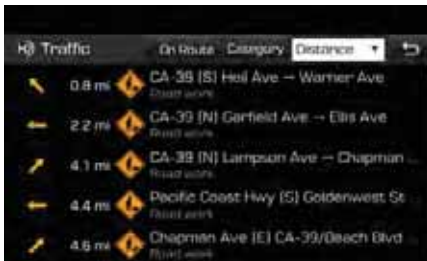 Traffic On Route Category Distance
0.8 mi CA-39 (S) Heil Ave → Warner Ave
Road work
2.2 mi CA-39 (N) Garfield Ave → Ellis Ave
Road work
4.1 mi CA-39 (N) Lampson Ave → Chapman ...
Road work
4.4 mi Pacific Coast Hwy (S) Goldenwest St
Road work
4.6 mi Chapman Ave (E) CA-39/Beach Blvd
Road work